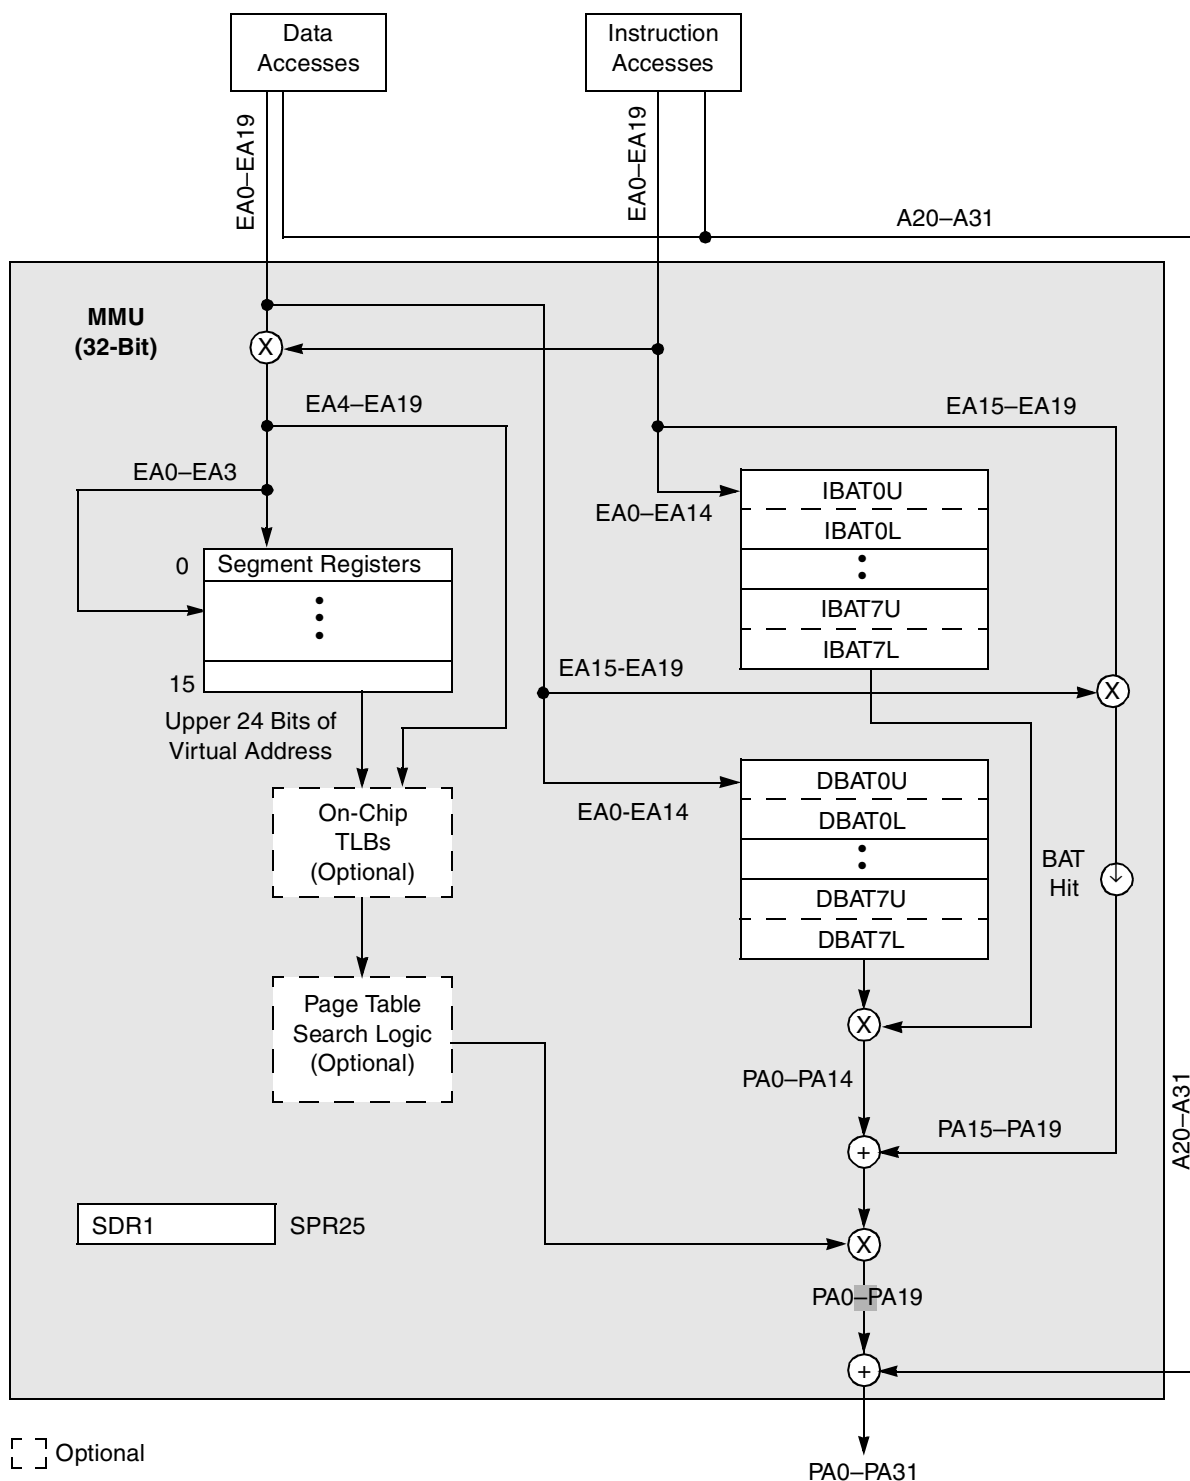 Data
Accesses
Instruction
Accesses
EA0–EA19
EA0–EA19
A20–A31
MMU
(32-Bit)
X
EA4–EA19
EA15–EA19
EA0–EA3
IBAT0U
EA0–EA14
IBAT0L
0
Segment Registers
IBAT7U
IBAT7L
EA15-EA19
X
15
Upper 24 Bits of
Virtual Address
DBAT0U
EA0-EA14
DBAT0L
On-Chip
TLBs
(Optional)
BAT
Hit
DBAT7U
DBAT7L
Page Table
Search Logic
(Optional)
X
PA0–PA14
A20–A31
PA15–PA19
+
SDR1
SPR25
X
PA0–PA19
+
Optional
PA0–PA31